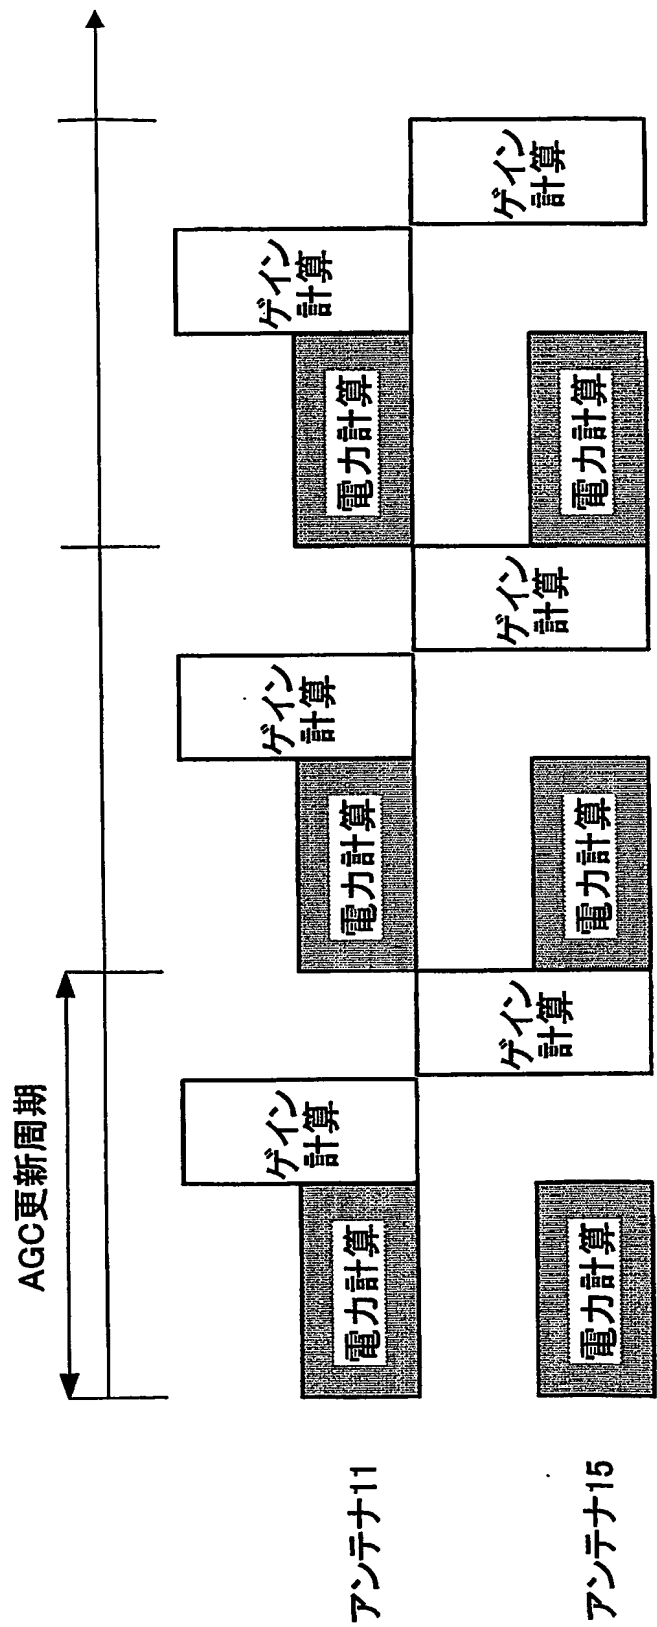 AGC更新周期
アンテナ11
電力計算
ゲイン
計算
電力計算
ゲイン
計算
電力計算
ゲイン
計算
アンテナ15
電力計算
ゲイン
計算
電力計算
ゲイン
計算
電力計算
ゲイン
計算